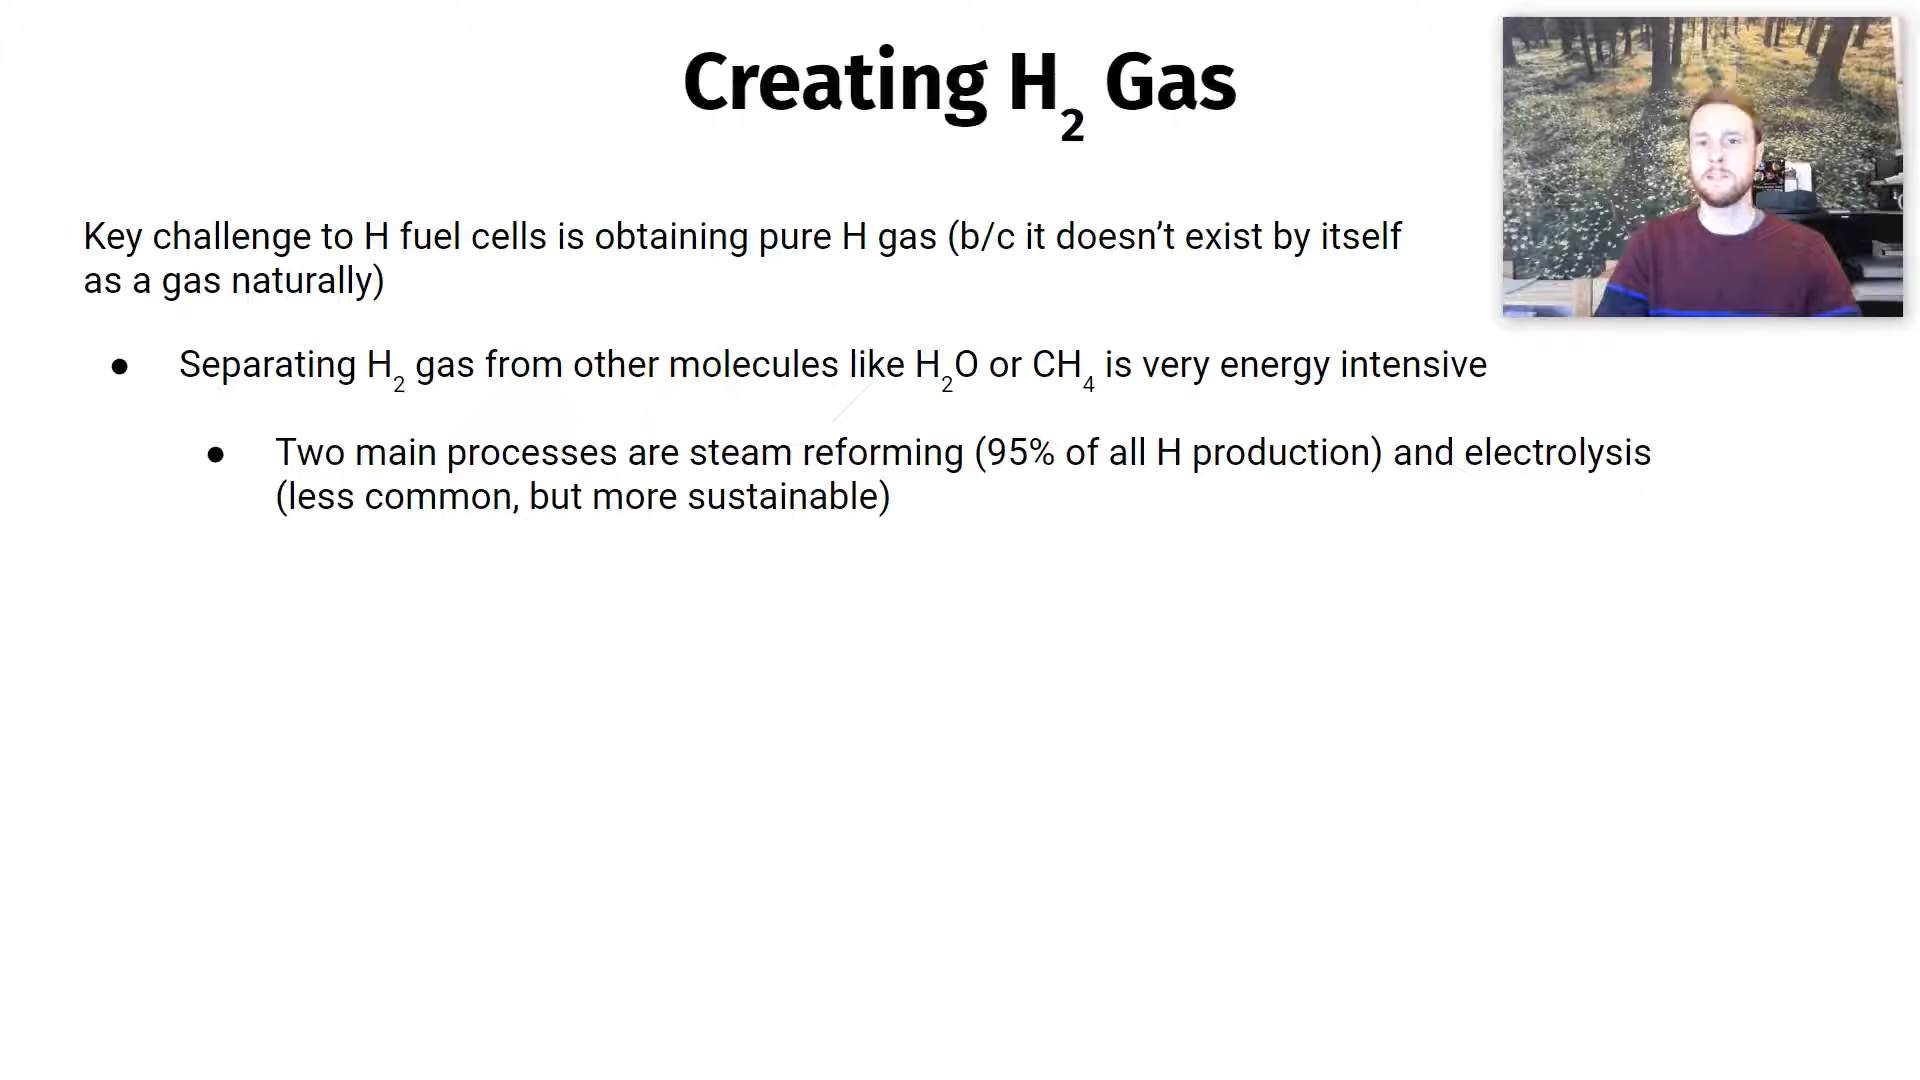 Creating H₂ Gas
Key challenge to H fuel cells is obtaining pure H gas (b/c it doesn’t exist by itself
as a gas naturally)
● Separating H₂ gas from other molecules like H₂O or CH₄ is very energy intensive
● Two main processes are steam reforming (95% of all H production) and electrolysis
(less common, but more sustainable)